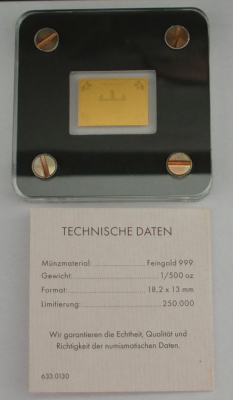 TECHNISCHE DATEN
Münzmaterial: Feingold 999
Gewicht: 1/500 oz
Format: 18,2 x 13 mm
Limitierung: 250.000
Wir garantieren die Echtheit, Qualität und
Richtigkeit der numismatischen Daten.
633.0130